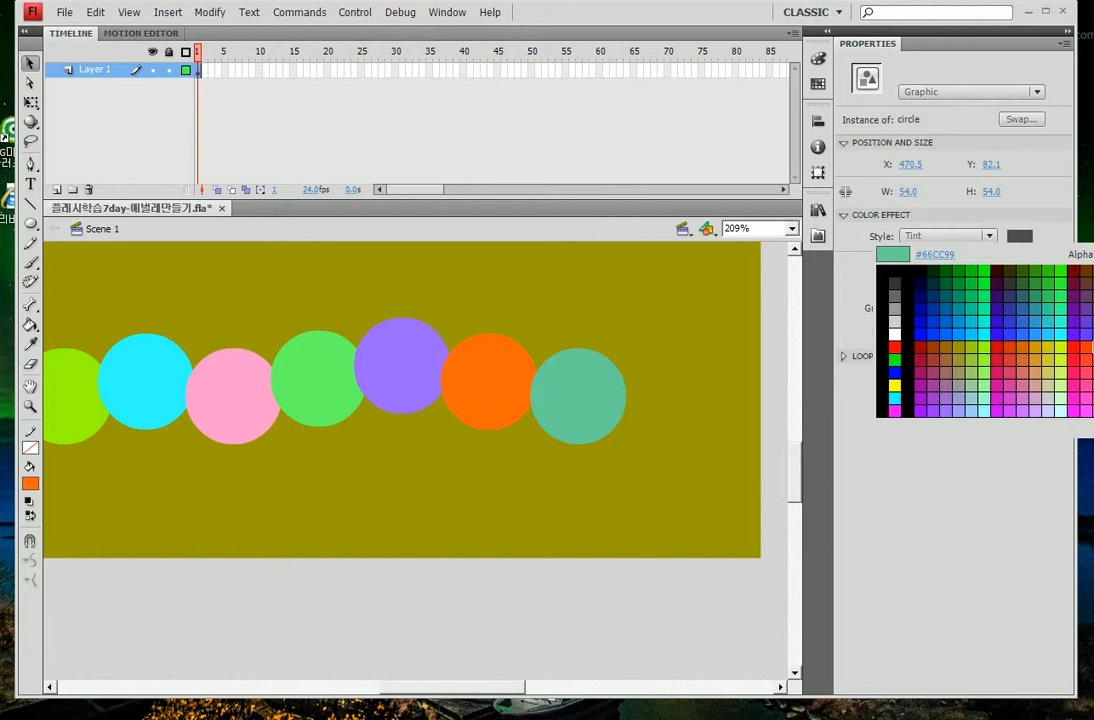 Fl File Edit View Insert Modify Text Commands Control Debug Window Help CLASSIC
TIMELINE MOTION EDITOR
1 5 10 15 20 25 30 35 40 45 50 55 60 65 70 75 80 85
Layer 1
1 24.0fps 0.0s
플래시학습7day-애벌레만들기.fla*
Scene 1 209%
PROPERTIES
Graphic
Instance of: circle Swap...
POSITION AND SIZE
X: 470.5 Y: 82.1
W: 54.0 H: 54.0
COLOR EFFECT
Style: Tint
#66CC99 Alpha
LOOP